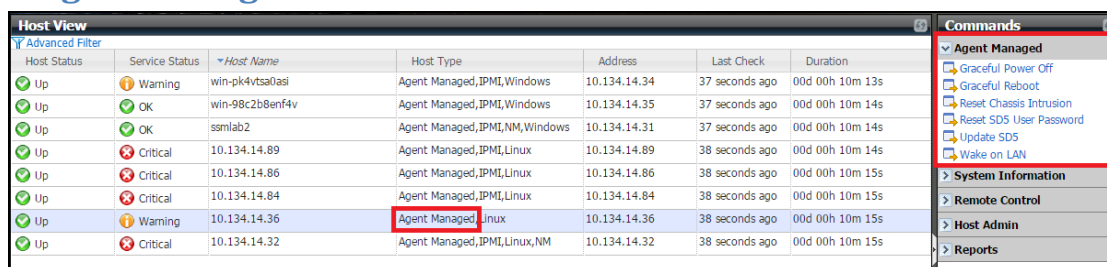 Host View
Advanced Filter
Host Status Service Status Host Name Host Type Address Last Check Duration
Up Warning win-pk4vtsa0asi Agent Managed,IPMI,Windows 10.134.14.34 37 seconds ago 00d 00h 10m 13s
Up OK win-98c2b8enf4v Agent Managed,IPMI,Windows 10.134.14.35 37 seconds ago 00d 00h 10m 14s
Up OK ssmlab2 Agent Managed,IPMI,NM,Windows 10.134.14.31 37 seconds ago 00d 00h 10m 14s
Up Critical 10.134.14.89 Agent Managed,IPMI,Linux 10.134.14.89 38 seconds ago 00d 00h 10m 14s
Up Critical 10.134.14.86 Agent Managed,IPMI,Linux 10.134.14.86 38 seconds ago 00d 00h 10m 15s
Up Critical 10.134.14.84 Agent Managed,IPMI,Linux 10.134.14.84 38 seconds ago 00d 00h 10m 15s
Up Warning 10.134.14.36 Agent Managed,Linux 10.134.14.36 38 seconds ago 00d 00h 10m 15s
Up Critical 10.134.14.32 Agent Managed,IPMI,Linux,NM 10.134.14.32 38 seconds ago 00d 00h 10m 15s
Commands
Agent Managed
Graceful Power Off
Graceful Reboot
Reset Chassis Intrusion
Reset SD5 User Password
Update SD5
Wake on LAN
System Information
Remote Control
Host Admin
Reports